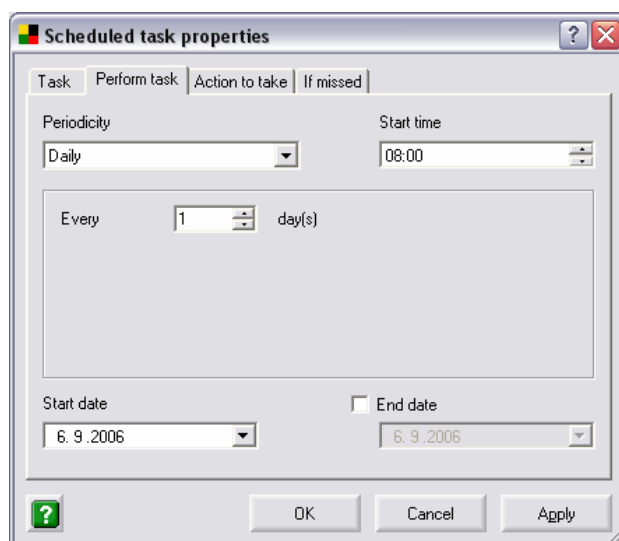 Scheduled task properties
Task Perform task Action to take If missed
Periodicity Start time
Daily 08:00
Every 1 day(s)
Start date End date
6. 9 .2006 6. 9 .2006
OK Cancel Apply